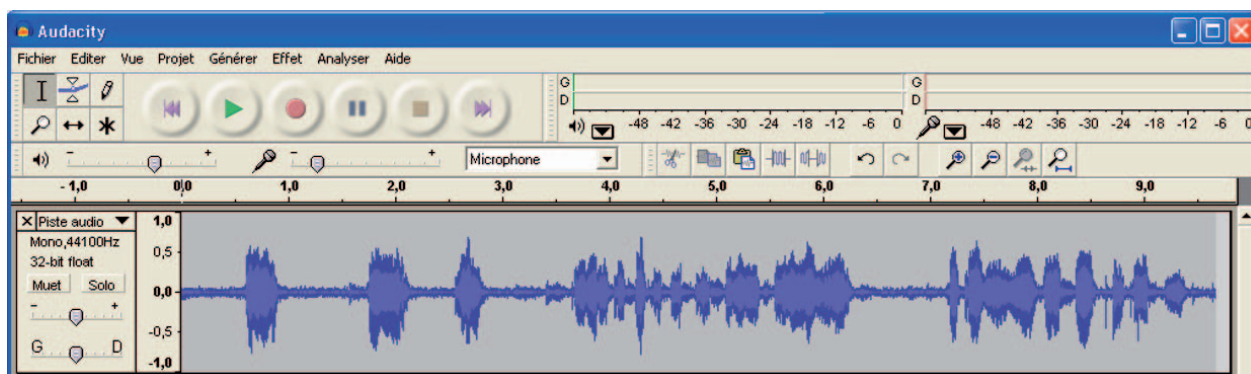 Audacity
Fichier Editer Vue Projet Générer Effet Analyser Aide
G G
D D
-48 -42 -36 -30 -24 -18 -12 -6 0 -48 -42 -36 -30 -24 -18 -12 -6 0
- + - + Microphone
- 1,0 0,0 1,0 2,0 3,0 4,0 5,0 6,0 7,0 8,0 9,0
X Piste audio 1,0
Mono,44100Hz 0,5
32-bit float
Muet Solo 0,0
- +
-0,5
G D
-1,0